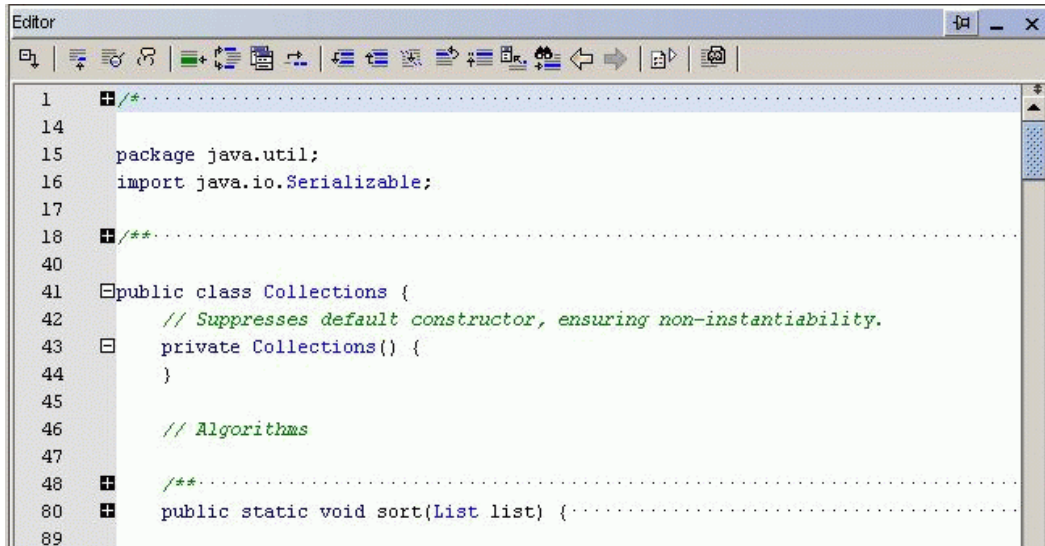 Editor
1 /*
14
15 package java.util;
16 import java.io.Serializable;
17
18 /**
40
41 public class Collections {
42 // Suppresses default constructor, ensuring non-instantiability.
43 private Collections() {
44 }
45
46 // Algorithms
47
48 /**
80 public static void sort(List list) {
89